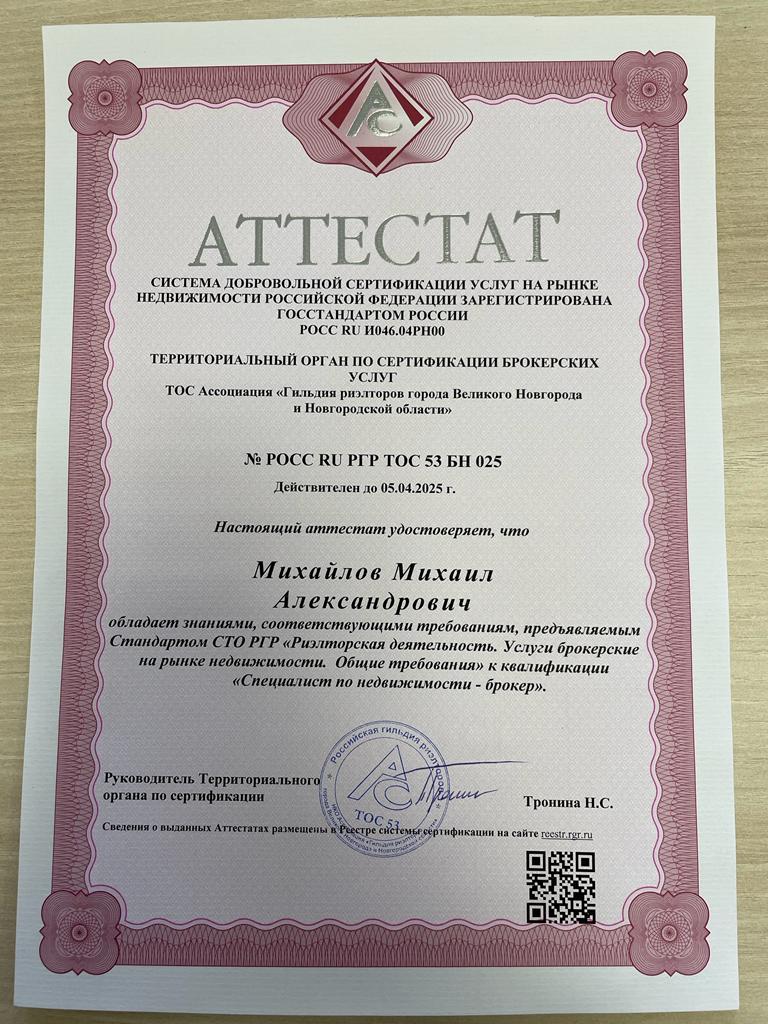 АС
АТТЕСТАТ
СИСТЕМА ДОБРОВОЛЬНОЙ СЕРТИФИКАЦИИ УСЛУГ НА РЫНКЕ
НЕДВИЖИМОСТИ РОССИЙСКОЙ ФЕДЕРАЦИИ ЗАРЕГИСТРИРОВАНА
ГОССТАНДАРТОМ РОССИИ
РОСС RU И046.04РН00
ТЕРРИТОРИАЛЬНЫЙ ОРГАН ПО СЕРТИФИКАЦИИ БРОКЕРСКИХ
УСЛУГ
ТОС Ассоциация «Гильдия риэлторов города Великого Новгорода
и Новгородской области»
№ РОСС RU РГР ТОС 53 БН 025
Действителен до 05.04.2025 г.
Настоящий аттестат удостоверяет, что
Михайлов Михаил
Александрович
обладает знаниями, соответствующими требованиям, предъявляемым
Стандартом СТО РГР «Риэлторская деятельность. Услуги брокерские
на рынке недвижимости. Общие требования» к квалификации
«Специалист по недвижимости - брокер».
Российская гильдия риэлторов
АС
ТОС 53
Руководитель Территориального
органа по сертификации
Тронина Н.С.
Сведения о выданных Аттестатах размещены в Реестре системы сертификации на сайте reestr.rgr.ru